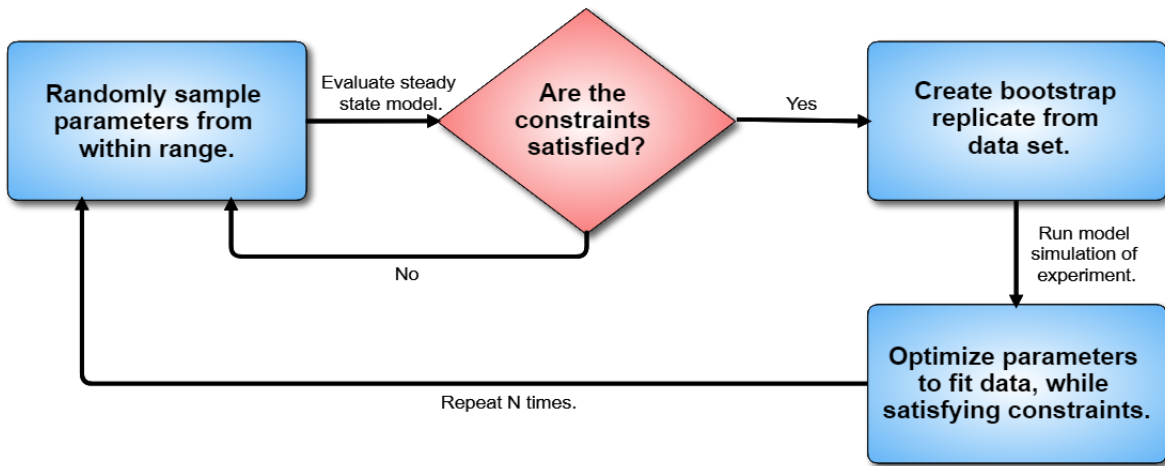 Randomly sample
parameters from
within range.
Evaluate steady
state model.
Are the
constraints
satisfied?
Yes
Create bootstrap
replicate from
data set.
No
Run model
simulation of
experiment.
Optimize parameters
to fit data, while
satisfying constraints.
Repeat N times.